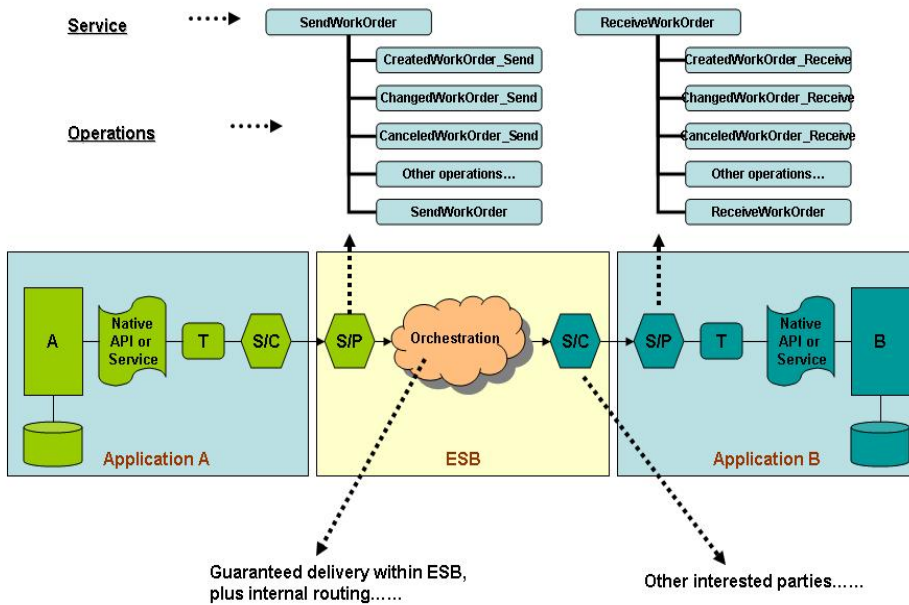 Service
SendWorkOrder
ReceiveWorkOrder
CreatedWorkOrder_Send
CreatedWorkOrder_Receive
ChangedWorkOrder_Send
ChangedWorkOrder_Receive
Operations
CanceledWorkOrder_Send
CanceledWorkOrder_Receive
Other operations…
Other operations…
SendWorkOrder
ReceiveWorkOrder
A
Native
API or
Service
T
S/C
S/P
Orchestration
S/C
S/P
T
Native
API or
Service
B
Application A
ESB
Application B
Guaranteed delivery within ESB,
plus internal routing……
Other interested parties……